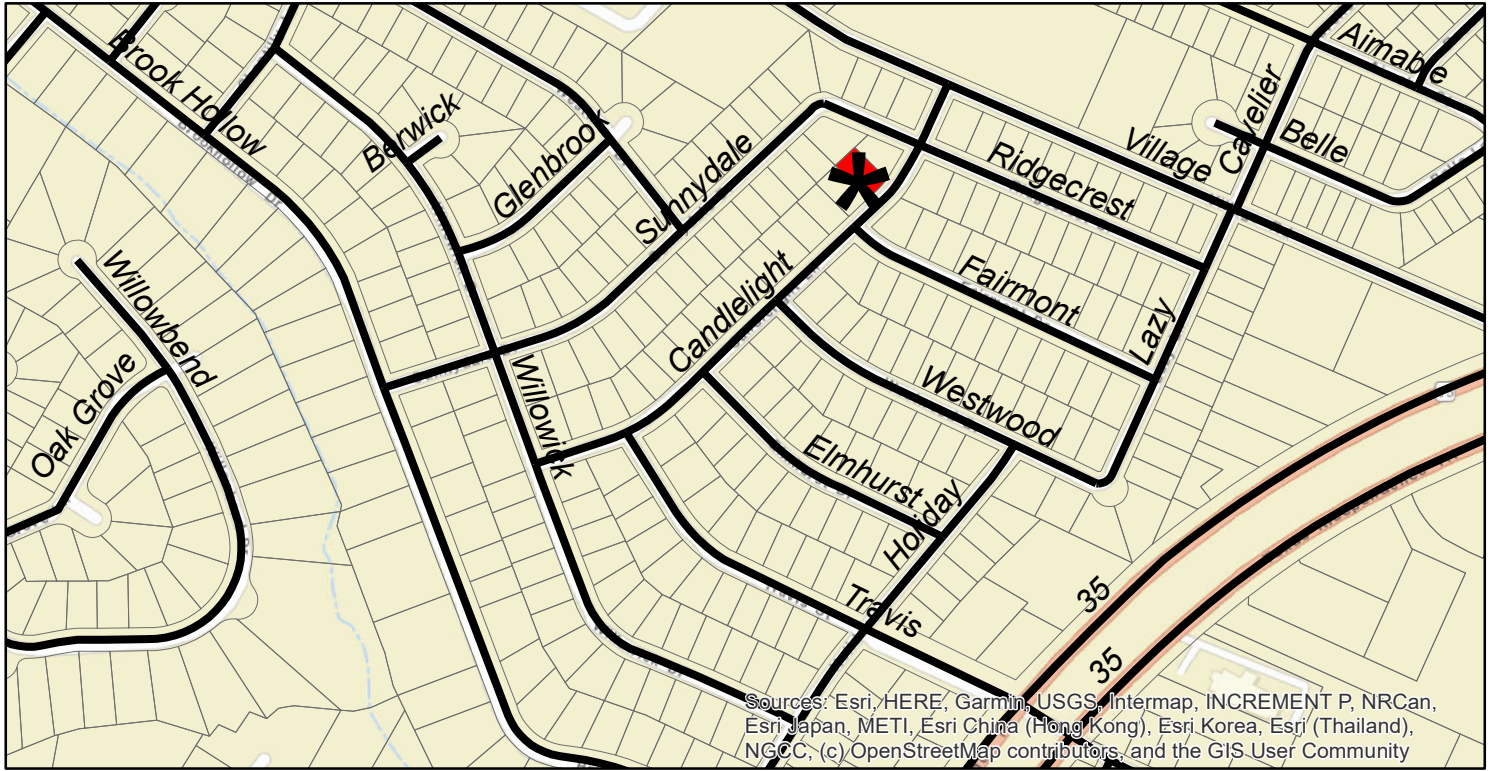 Aimable
Brook Hollow
Cavelier
Berwick
Belle
Village
Glenbrook
Ridgecrest
Sunnydale
Fairmont
Willowbend
Candlelight
Lazy
Oak Grove
Willowick
Westwood
Elmhurst
Holiday
35
Travis
35
Sources: Esri, HERE, Garmin, USGS, Intermap, INCREMENT P, NRCan,
Esri Japan, METI, Esri China (Hong Kong), Esri Korea, Esri (Thailand),
NGCC, (c) OpenStreetMap contributors, and the GIS User Community